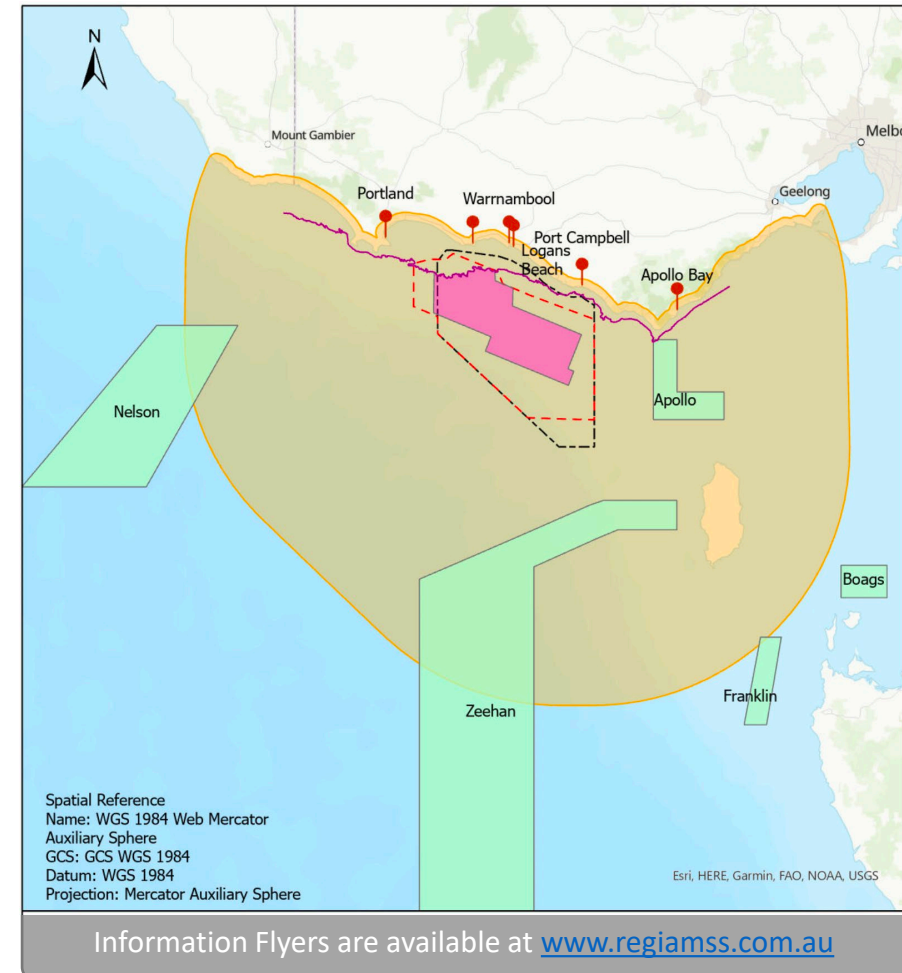 N
Mount Gambier
Melbo
Geelong
Portland
Warrnambool
Port Campbell
Logans
Beach
Apollo Bay
Nelson
Apollo
Boags
Franklin
Zeehan
Spatial Reference
Name: WGS 1984 Web Mercator
Auxiliary Sphere
GCS: GCS WGS 1984
Datum: WGS 1984
Projection: Mercator Auxiliary Sphere
Esri, HERE, Garmin, FAO, NOAA, USGS
Information Flyers are available at www.regiamss.com.au